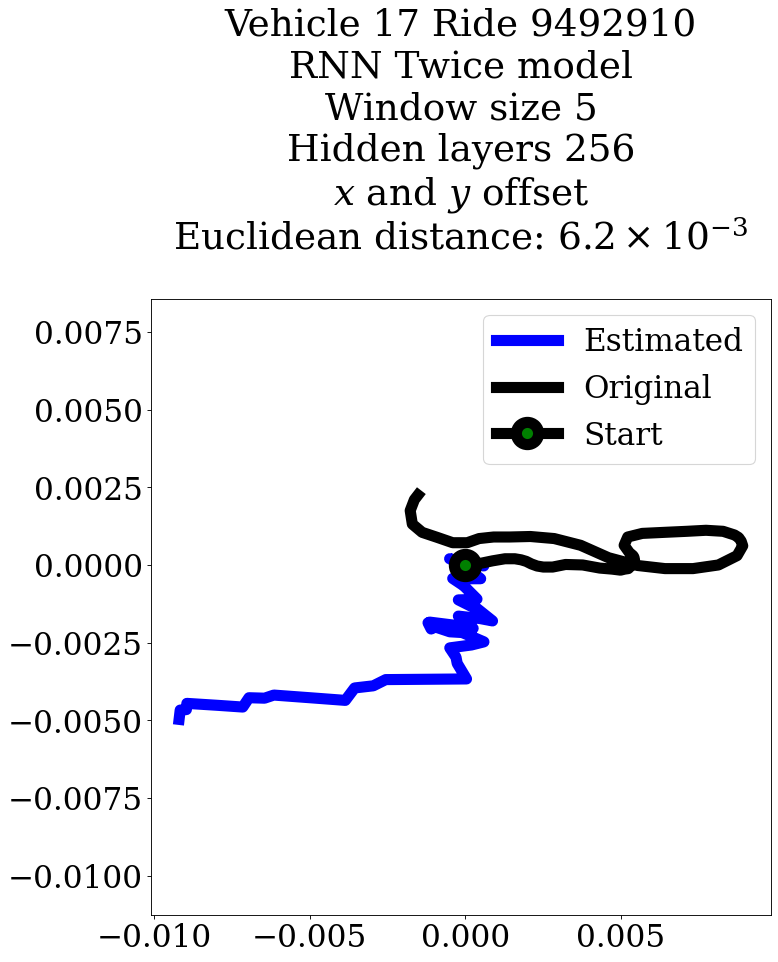 Vehicle 17 Ride 9492910
RNN Twice model
Window size 5
Hidden layers 256
x and y offset
Euclidean distance: 6.2 × 10⁻³
Estimated
Original
Start
0.0075
0.0050
0.0025
0.0000
−0.0025
−0.0050
−0.0075
−0.0100
−0.010 −0.005 0.000 0.005